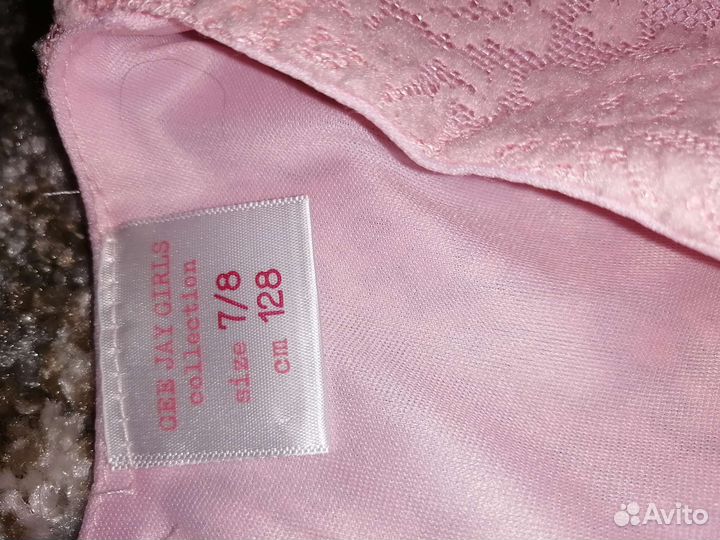 GEE JAY GIRLS
collection
size 7/8
cm 128
Avito